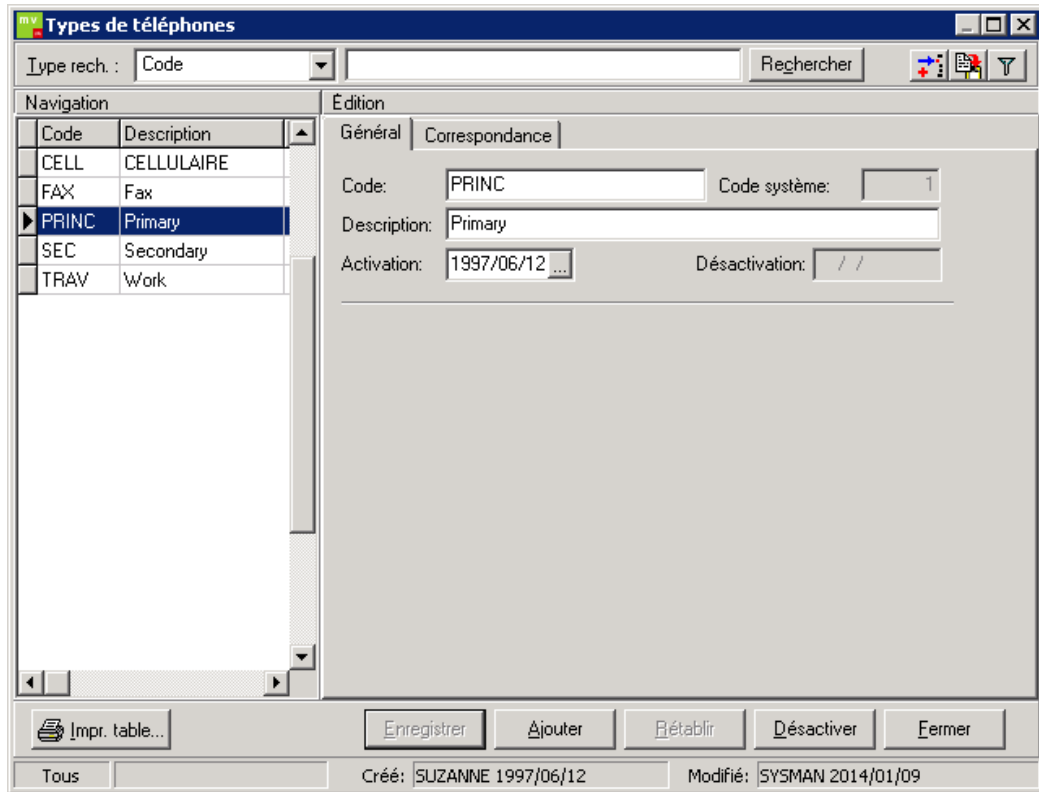 Types de téléphones
Type rech. : Code Rechercher
Navigation
Code Description
CELL CELLULAIRE
FAX Fax
PRINC Primary
SEC Secondary
TRAV Work
Édition
Général Correspondance
Code: PRINC Code système: 1
Description: Primary
Activation: 1997/06/12 ... Désactivation: / /
Impr. table... Enregistrer Ajouter Rétablir Désactiver Fermer
Tous Créé: SUZANNE 1997/06/12 Modifié: SYSMAN 2014/01/09